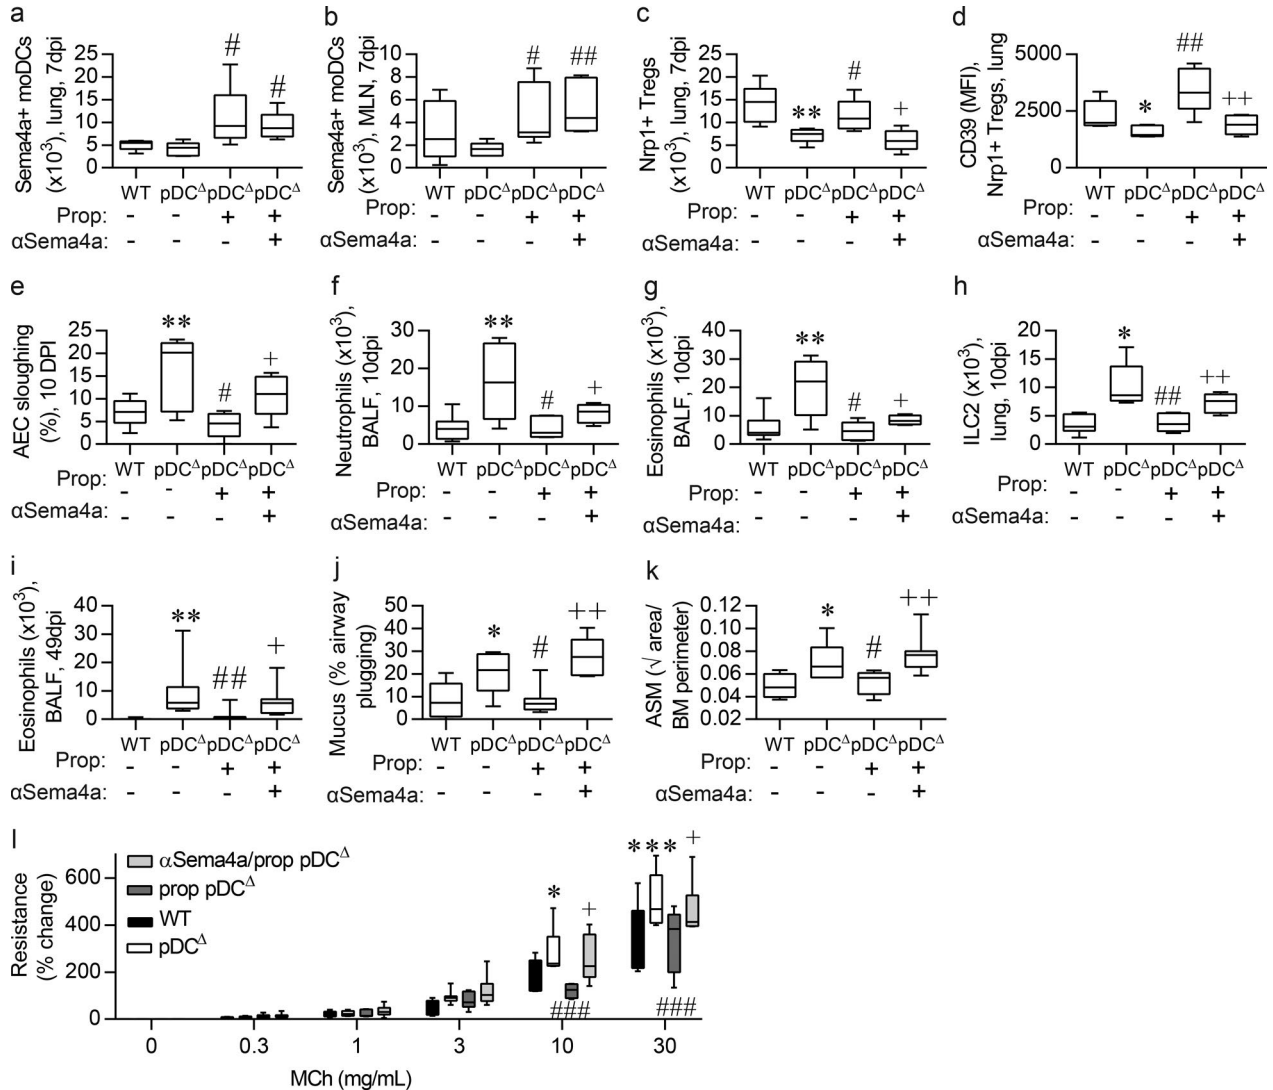 a
Sema4a+ moDCs
(x10³), lung, 7dpi
25
20
15
10
5
0
#
#
WT pDCΔ pDCΔ pDCΔ
Prop: - - + +
αSema4a: - - - +
b
Sema4a+ moDCs
(x10³), MLN, 7dpi
10
8
6
4
2
0
#
##
WT pDCΔ pDCΔ pDCΔ
- - + +
- - - +
c
Nrp1+ Tregs
(x10³), lung, 7dpi
25
20
15
10
5
0
**
#
+
WT pDCΔ pDCΔ pDCΔ
Prop: - - + +
αSema4a: - - - +
d
CD39 (MFI),
Nrp1+ Tregs, lung
5000
2500
0
*
##
++
WT pDCΔ pDCΔ pDCΔ
- - + +
- - - +
e
AEC sloughing
(%), 10 DPI
25
20
15
10
5
0
**
#
+
WT pDCΔ pDCΔ pDCΔ
Prop: - - + +
αSema4a: - - - +
f
Neutrophils (x10³),
BALF, 10dpi
30
20
10
0
**
#
+
WT pDCΔ pDCΔ pDCΔ
- - + +
- - - +
g
Eosinophils (x10³),
BALF, 10dpi
40
30
20
10
0
**
#
+
WT pDCΔ pDCΔ pDCΔ
Prop: - - + +
αSema4a: - - - +
h
ILC2 (x10³),
lung, 10dpi
20
15
10
5
0
*
##
++
WT pDCΔ pDCΔ pDCΔ
- - + +
- - - +
i
Eosinophils (x10³),
BALF, 49dpi
40
30
20
10
0
**
##
+
WT pDCΔ pDCΔ pDCΔ
Prop: - - + +
αSema4a: - - - +
j
Mucus (% airway
plugging)
50
40
30
20
10
0
*
#
++
WT pDCΔ pDCΔ pDCΔ
- - + +
- - - +
k
ASM (√ area/
BM perimeter)
0.12
0.10
0.08
0.06
0.04
0.02
*
#
++
WT pDCΔ pDCΔ pDCΔ
Prop: - - + +
αSema4a: - - - +
l
Resistance
(% change)
600
400
200
0
αSema4a/prop pDCΔ
prop pDCΔ
WT
pDCΔ
*
+
###
***
+
###
0 0.3 1 3 10 30
MCh (mg/mL)